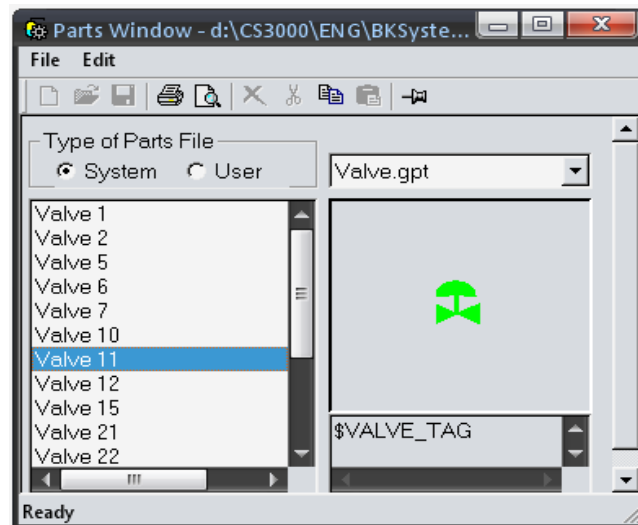 Parts Window - d:\CS3000\ENG\BKSyste...
File Edit
Type of Parts File
System User
Valve.gpt
Valve 1
Valve 2
Valve 5
Valve 6
Valve 7
Valve 10
Valve 11
Valve 12
Valve 15
Valve 21
Valve 22
$VALVE_TAG
Ready